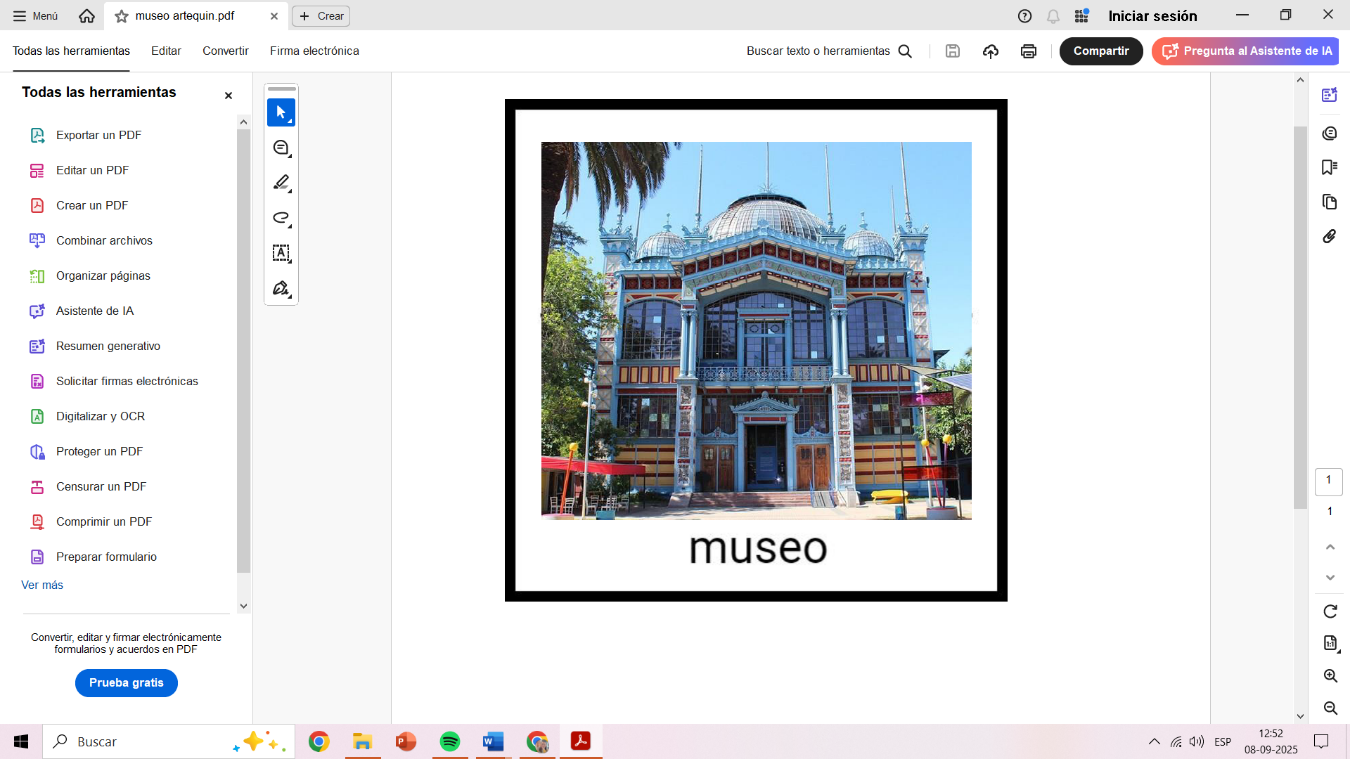 Menú
museo artequin.pdf
Crear
Iniciar sesión
Todas las herramientas
Editar
Convertir
Firma electrónica
Buscar texto o herramientas
Compartir
Pregunta al Asistente de IA
Todas las herramientas
Exportar un PDF
Editar un PDF
Crear un PDF
Combinar archivos
Organizar páginas
Asistente de IA
Resumen generativo
Solicitar firmas electrónicas
Digitalizar y OCR
Proteger un PDF
Censurar un PDF
Comprimir un PDF
Preparar formulario
Ver más
Convertir, editar y firmar electrónicamente
formularios y acuerdos en PDF
Prueba gratis
museo
1
1
Buscar
ESP
12:52
08-09-2025